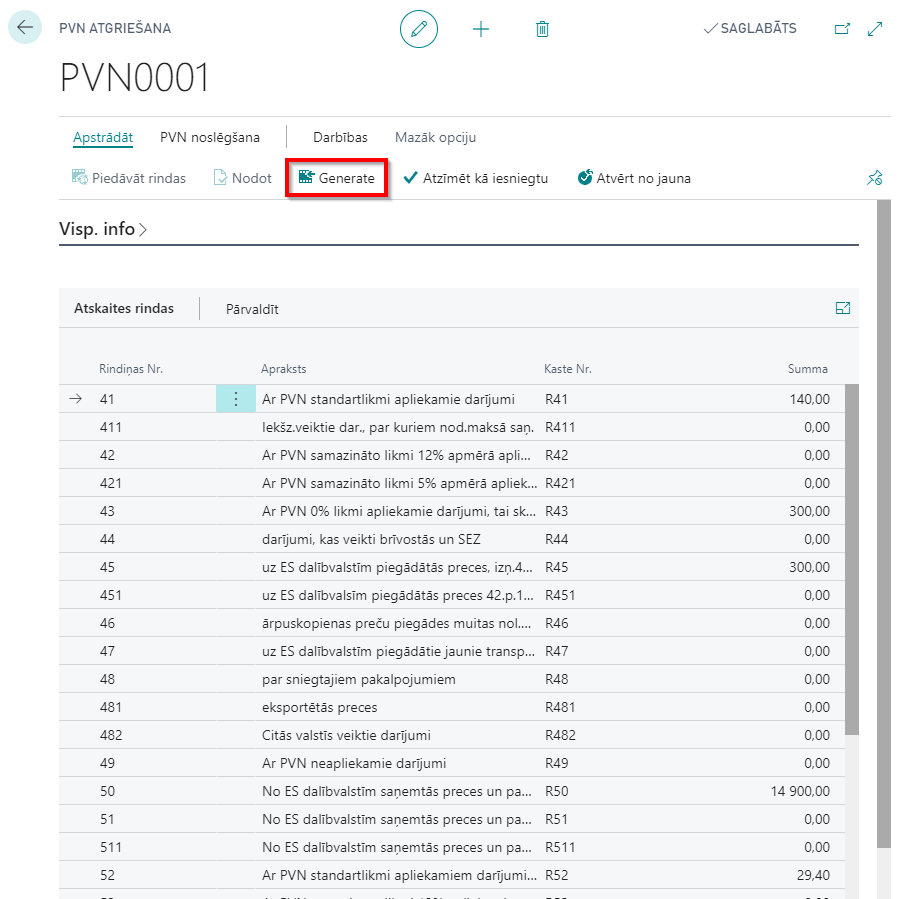 PVN ATGRIEŠANA SAGLABĀTS
PVN0001
Apstrādāt PVN noslēgšana Darbības Mazāk opciju
Piedāvāt rindas Nodot Generate Atzīmēt kā iesniegtu Atvērt no jauna
Visp. info
Atskaites rindas Pārvaldīt
Rindiņas Nr. Apraksts Kaste Nr. Summa
41 Ar PVN standartlikmi apliekamie darījumi R41 140,00
411 Iekšz.veiktie dar., par kuriem nod.maksā saņ. R411 0,00
42 Ar PVN samazināto likmi 12% apmērā apli... R42 0,00
421 Ar PVN samazināto likmi 5% apmērā apliek... R421 0,00
43 Ar PVN 0% likmi apliekamie darījumi, tai sk... R43 300,00
44 darījumi, kas veikti brīvostās un SEZ R44 0,00
45 uz ES dalībvalstīm piegādātās preces, izņ.4... R45 300,00
451 uz ES dalībvalsīm piegādātās preces 42.p.1... R451 0,00
46 ārpuskopienas preču piegādes muitas nol.... R46 0,00
47 uz ES dalībvalstīm piegādātie jaunie transp... R47 0,00
48 par sniegtajiem pakalpojumiem R48 0,00
481 eksportētās preces R481 0,00
482 Citās valstīs veiktie darījumi R482 0,00
49 Ar PVN neapliekamie darījumi R49 0,00
50 No ES dalībvalstīm saņemtās preces un pa... R50 14 900,00
51 No ES dalībvalstīm saņemtās preces un pa... R51 0,00
511 No ES dalībvalstīm saņemtās preces un pa... R511 0,00
52 Ar PVN standartlikmi apliekamiem darījumi... R52 29,40